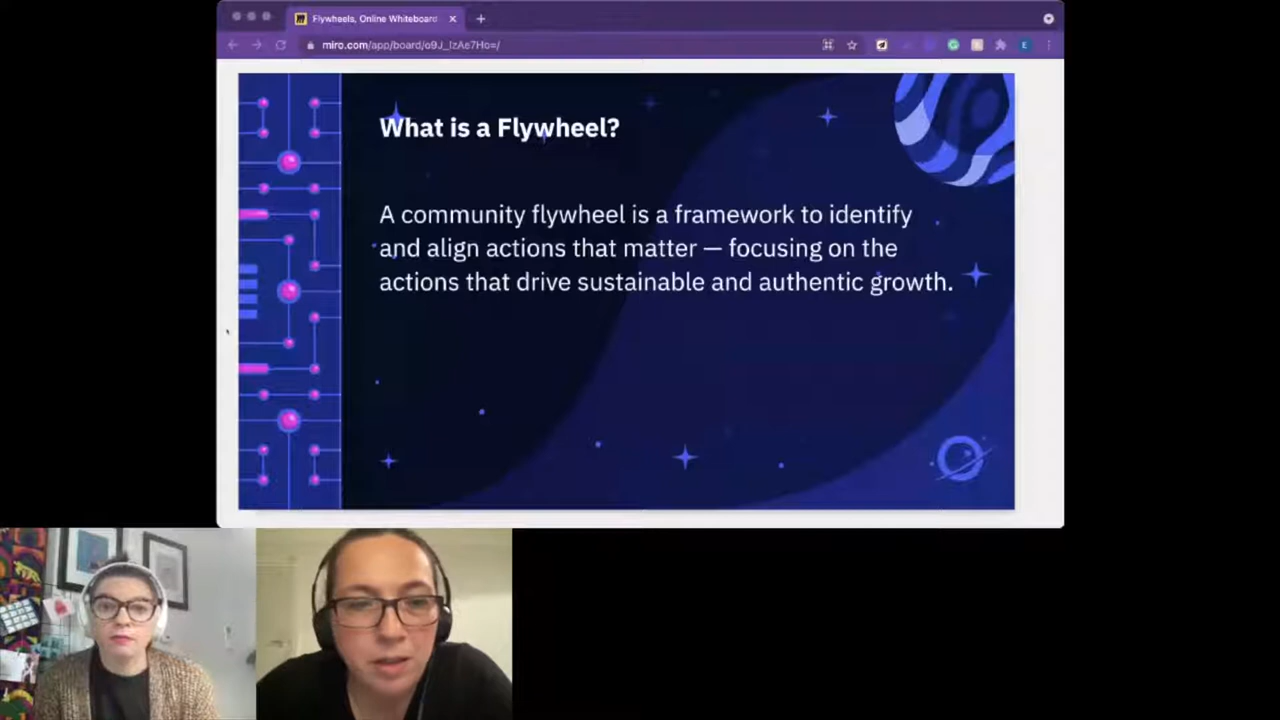 Flywheels, Online Whiteboard
miro.com/app/board/o9J_lzAe7Ho=/
What is a Flywheel?
A community flywheel is a framework to identify
and align actions that matter — focusing on the
actions that drive sustainable and authentic growth.